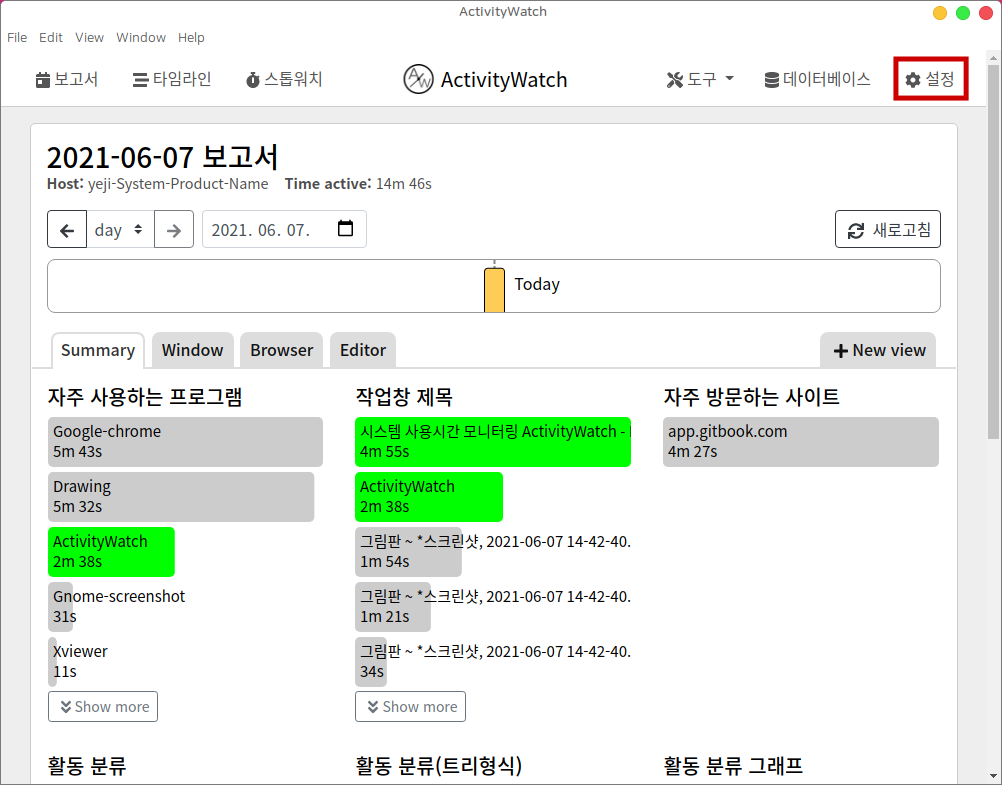 ActivityWatch
File Edit View Window Help
보고서 타임라인 스톱워치 ActivityWatch 도구 데이터베이스 설정
2021-06-07 보고서
Host: yeji-System-Product-Name Time active: 14m 46s
day 2021. 06. 07. 새로고침
Today
Summary Window Browser Editor New view
자주 사용하는 프로그램
Google-chrome
5m 43s
Drawing
5m 32s
ActivityWatch
2m 38s
Gnome-screenshot
31s
Xviewer
11s
Show more
작업창 제목
시스템 사용시간 모니터링 ActivityWatch -
4m 55s
ActivityWatch
2m 38s
그림판 ~ *스크린샷, 2021-06-07 14-42-40.
1m 54s
그림판 ~ *스크린샷, 2021-06-07 14-42-40.
1m 21s
그림판 ~ *스크린샷, 2021-06-07 14-42-40.
34s
Show more
자주 방문하는 사이트
app.gitbook.com
4m 27s
활동 분류
활동 분류(트리형식)
활동 분류 그래프